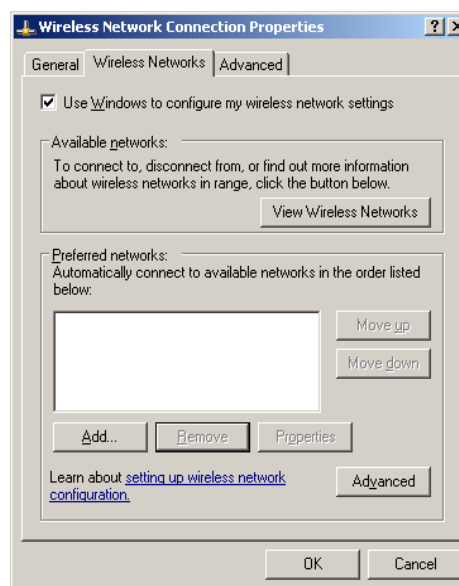 Wireless Network Connection Properties
General
Wireless Networks
Advanced
Use Windows to configure my wireless network settings
Available networks:
To connect to, disconnect from, or find out more information
about wireless networks in range, click the button below.
View Wireless Networks
Preferred networks:
Automatically connect to available networks in the order listed
below:
Move up
Move down
Add...
Remove
Properties
Learn about setting up wireless network
configuration.
Advanced
OK
Cancel